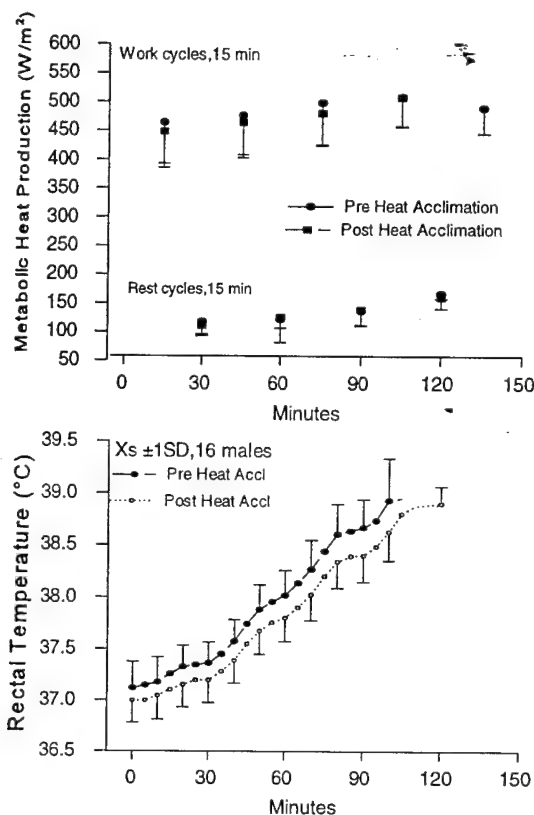 Metabolic Heat Production (W/m²)
600
550
500
450
400
350
300
250
200
150
100
50
Work cycles,15 min
Pre Heat Acclimation
Post Heat Acclimation
Rest cycles,15 min
0 30 60 90 120 150
Minutes
Rectal Temperature (°C)
39.5
39.0
38.5
38.0
37.5
37.0
36.5
Xs ±1SD,16 males
Pre Heat Accl
Post Heat Accl
0 30 60 90 120 150
Minutes